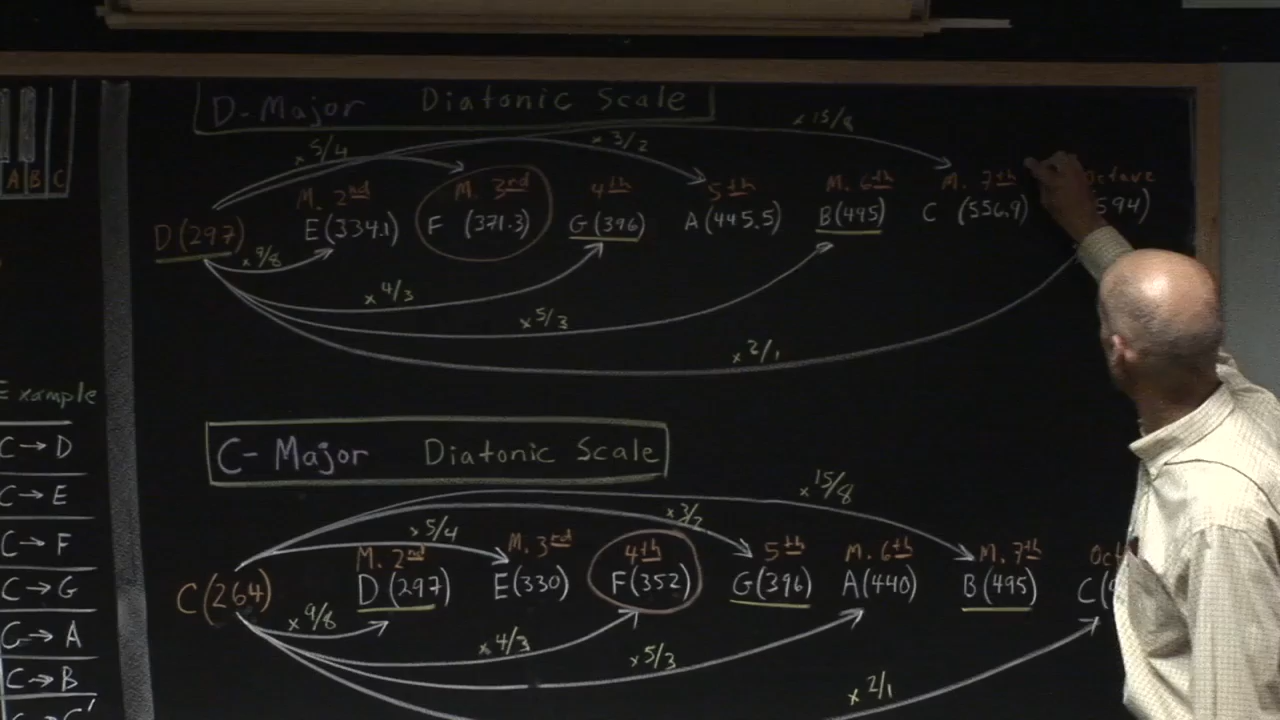 D-Major Diatonic Scale
x 5/4 x 3/2 x 15/8
M. 2nd M. 3rd 4th 5th M. 6th M. 7th Octave
D(297) E(334.1) F (371.3) G(396) A(445.5) B(495) C (556.9) 594)
x 9/8
x 4/3
x 5/3
x 2/1
A B C
Example
C→D
C→E
C→F
C→G
C→A
C→B
C→C'
C-Major Diatonic Scale
x 5/4 x 3/2 x 15/8
M. 2nd M. 3rd 4th 5th M. 6th M. 7th
C(264) D(297) E(330) F(352) G(396) A(440) B(495) C(
x 9/8
x 4/3
x 5/3
x 2/1